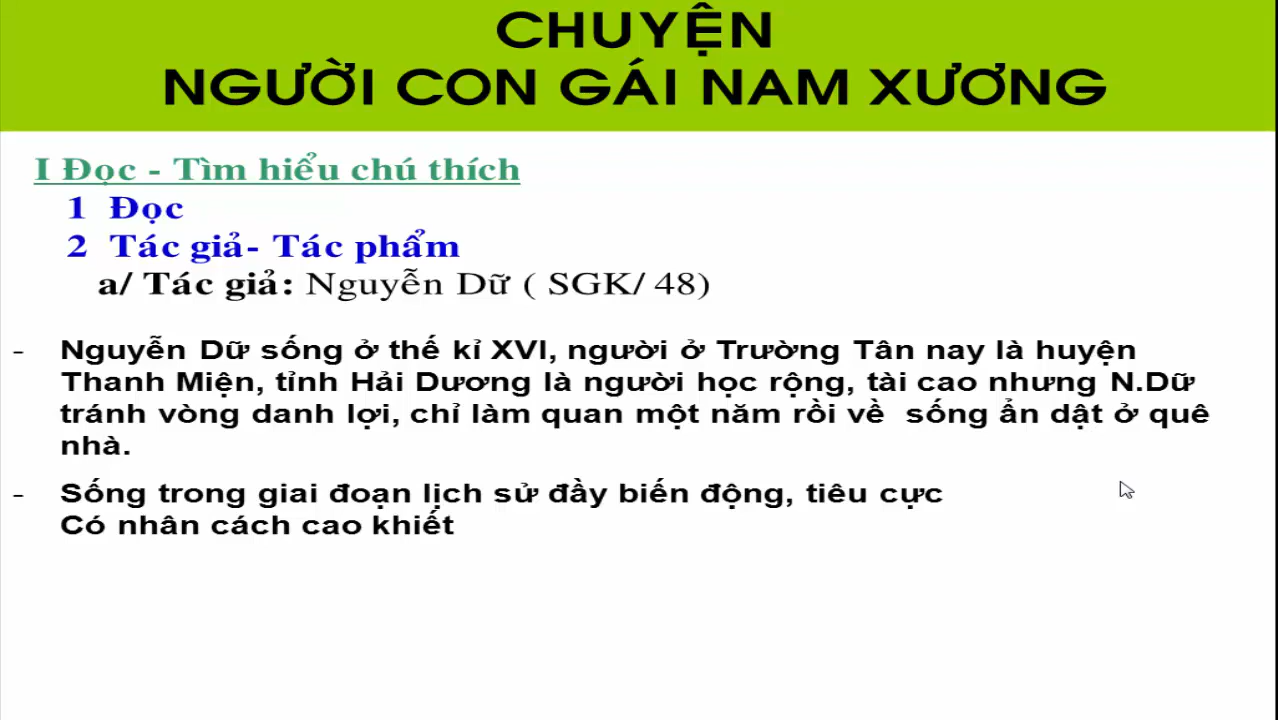 CHUYỆN
NGƯỜI CON GÁI NAM XƯƠNG
I Đọc - Tìm hiểu chú thích
1 Đọc
2 Tác giả- Tác phẩm
a/ Tác giả: Nguyễn Dữ ( SGK/ 48)
- Nguyễn Dữ sống ở thế kỉ XVI, người ở Trường Tân nay là huyện
Thanh Miện, tỉnh Hải Dương là người học rộng, tài cao nhưng N.Dữ
tránh vòng danh lợi, chỉ làm quan một năm rồi về sống ẩn dật ở quê
nhà.
- Sống trong giai đoạn lịch sử đầy biến động, tiêu cực
Có nhân cách cao khiết